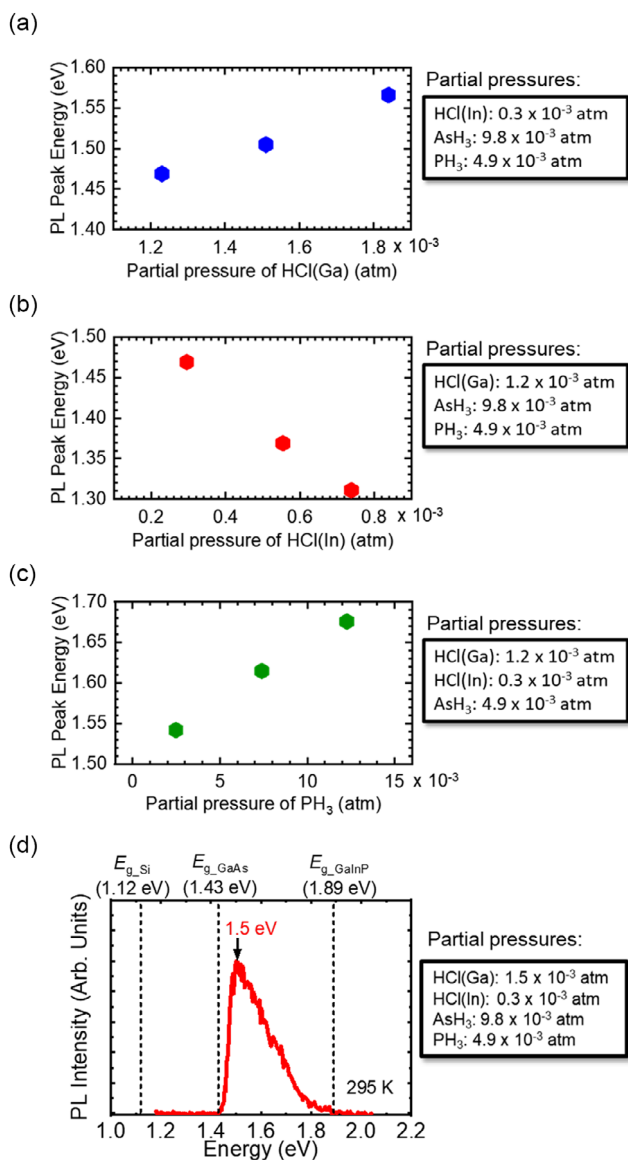 (a)
PL Peak Energy (eV)
1.60
1.55
1.50
1.45
1.40
1.2 1.4 1.6 1.8 x 10⁻³
Partial pressure of HCl(Ga) (atm)
Partial pressures:
HCl(In): 0.3 x 10⁻³ atm
AsH₃: 9.8 x 10⁻³ atm
PH₃: 4.9 x 10⁻³ atm
(b)
PL Peak Energy (eV)
1.50
1.45
1.40
1.35
1.30
0.2 0.4 0.6 0.8 x 10⁻³
Partial pressure of HCl(In) (atm)
Partial pressures:
HCl(Ga): 1.2 x 10⁻³ atm
AsH₃: 9.8 x 10⁻³ atm
PH₃: 4.9 x 10⁻³ atm
(c)
PL Peak Energy (eV)
1.70
1.65
1.60
1.55
1.50
0 5 10 15 x 10⁻³
Partial pressure of PH₃ (atm)
Partial pressures:
HCl(Ga): 1.2 x 10⁻³ atm
HCl(In): 0.3 x 10⁻³ atm
AsH₃: 4.9 x 10⁻³ atm
(d)
E_g_Si E_g_GaAs E_g_GaInP
(1.12 eV) (1.43 eV) (1.89 eV)
1.5 eV
PL Intensity (Arb. Units)
295 K
1.0 1.2 1.4 1.6 1.8 2.0 2.2
Energy (eV)
Partial pressures:
HCl(Ga): 1.5 x 10⁻³ atm
HCl(In): 0.3 x 10⁻³ atm
AsH₃: 9.8 x 10⁻³ atm
PH₃: 4.9 x 10⁻³ atm